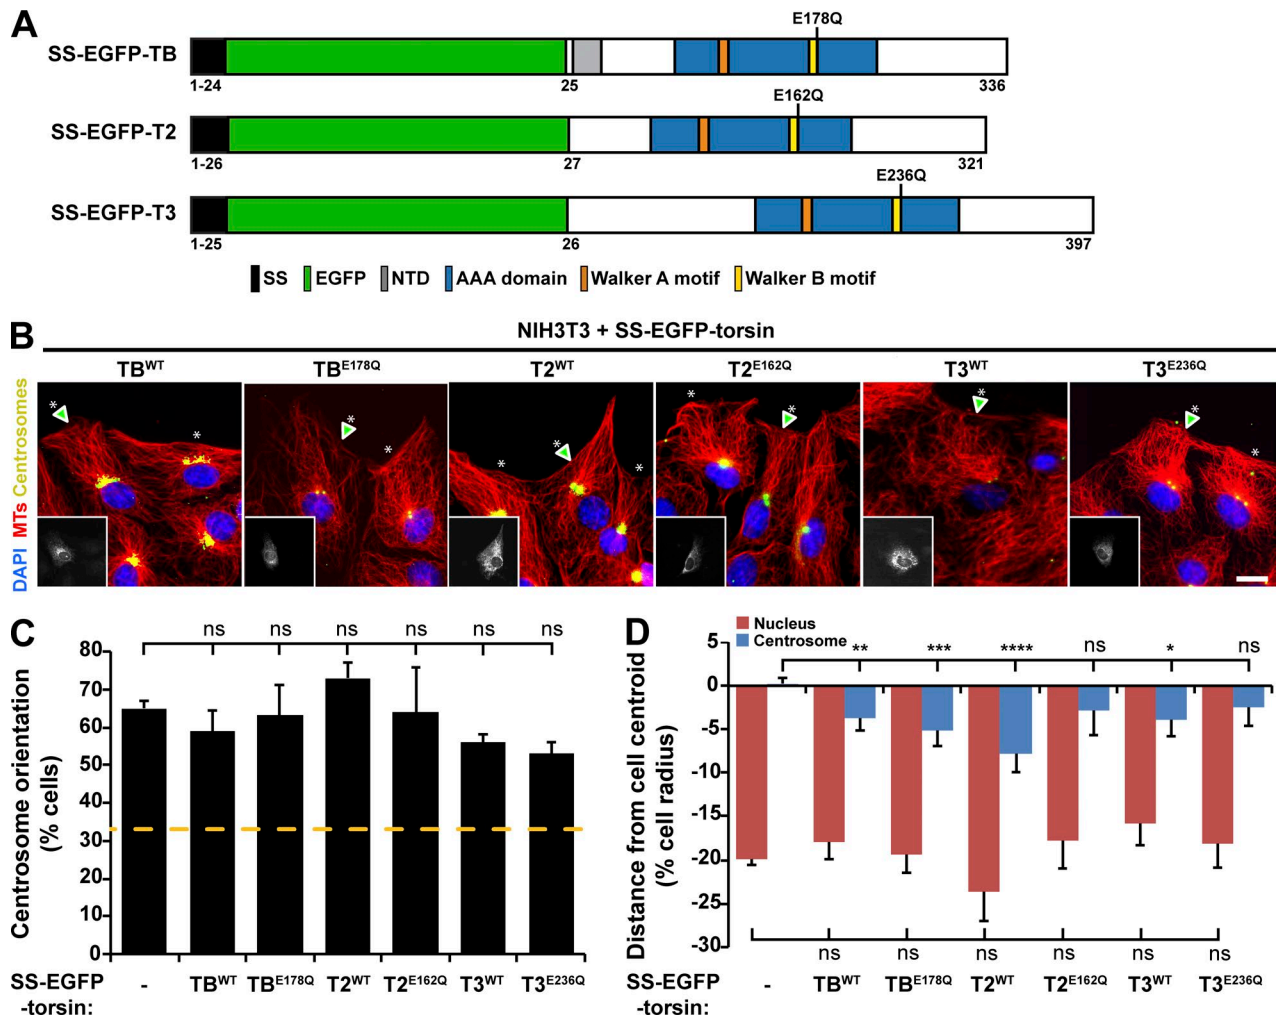 A
E178Q
SS-EGFP-TB
1-24
25
336
E162Q
SS-EGFP-T2
1-26
27
321
E236Q
SS-EGFP-T3
1-25
26
397
SS EGFP NTD AAA domain Walker A motif Walker B motif
B
NIH3T3 + SS-EGFP-torsin
TBWT TBE178Q T2WT T2E162Q T3WT T3E236Q
DAPI MTs Centrosomes
* * * * * * * * * * * *
C
ns ns ns ns ns ns
Centrosome orientation
(% cells)
80
70
60
50
40
30
20
10
0
SS-EGFP
-torsin:
- TBWT TBE178Q T2WT T2E162Q T3WT T3E236Q
D
Nucleus
Centrosome
** *** **** ns * ns
Distance from cell centroid
(% cell radius)
5
0
-5
-10
-15
-20
-25
-30
ns ns ns ns ns ns
SS-EGFP
-torsin:
- TBWT TBE178Q T2WT T2E162Q T3WT T3E236Q